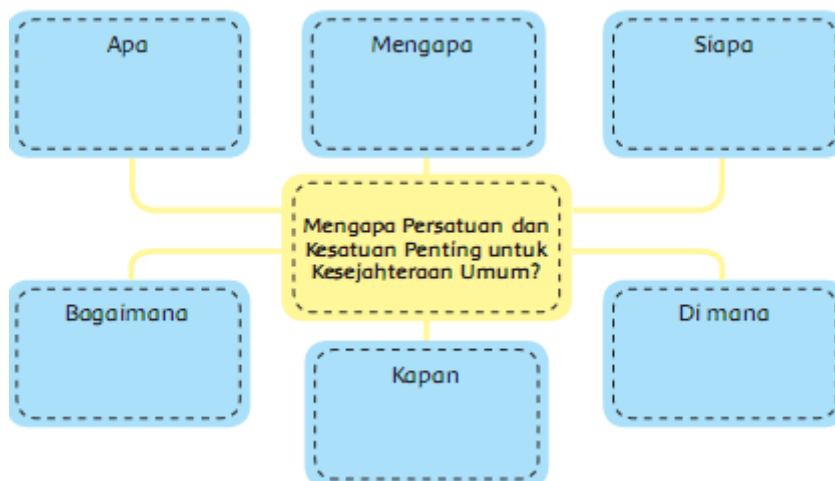 Apa
Mengapa
Siapa
Mengapa Persatuan dan
Kesatuan Penting untuk
Kesejahteraan Umum?
Bagaimana
Kapan
Di mana